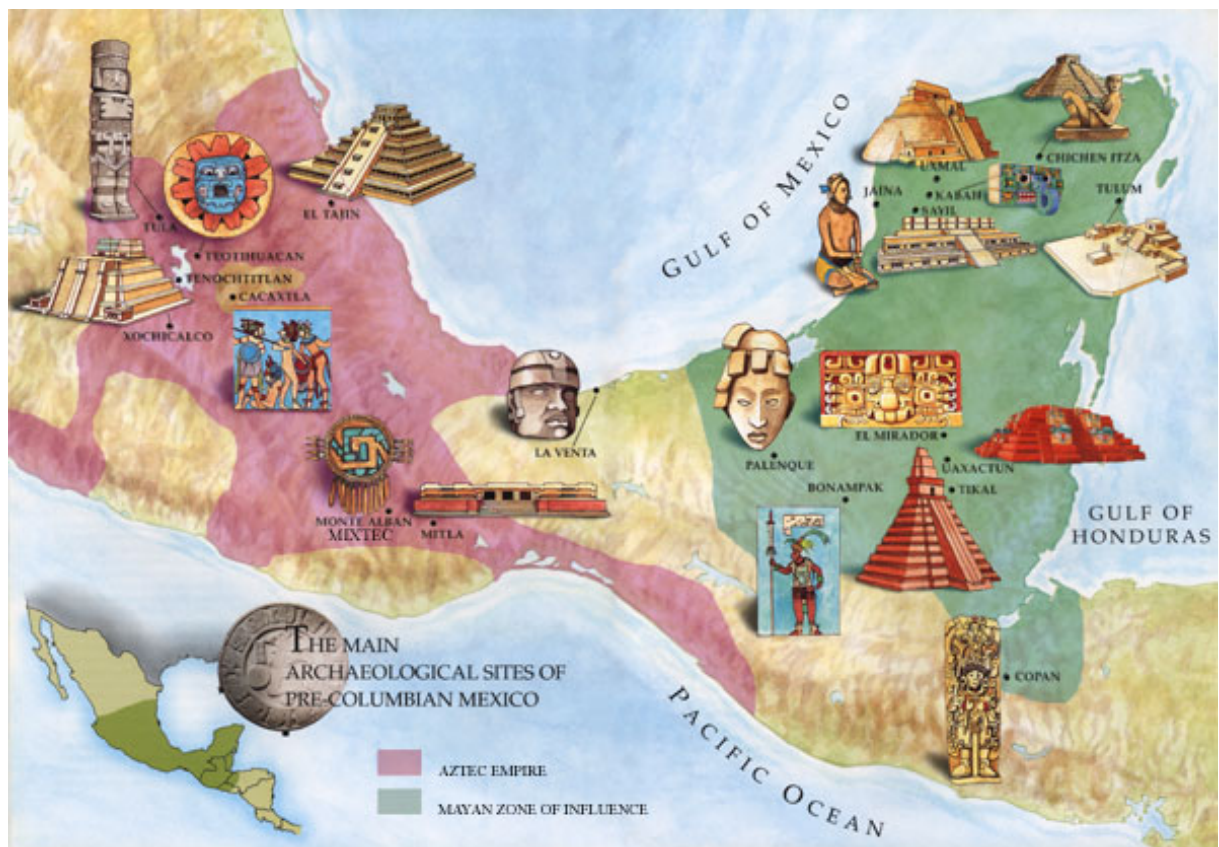 GULF OF MEXICO
UXMAL
CHICHEN ITZA
JAINA
KABAH
TULUM
SAYIL
EL TAJIN
TULA
TEOTIHUACAN
TENOCHTITLAN
CACAXTLA
XOCHICALCO
LA VENTA
EL MIRADOR
PALENQUE
UAXACTUN
BONAMPAK
TIKAL
MONTE ALBAN
MIXTEC
MITLA
GULF OF
HONDURAS
THE MAIN
ARCHAEOLOGICAL SITES OF
PRE-COLUMBIAN MEXICO
COPAN
PACIFIC OCEAN
AZTEC EMPIRE
MAYAN ZONE OF INFLUENCE